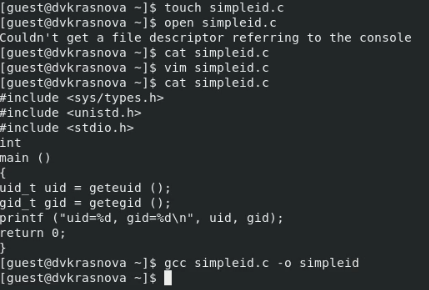 [guest@dvkrasnova ~]$ touch simpleid.c
[guest@dvkrasnova ~]$ open simpleid.c
Couldn't get a file descriptor referring to the console
[guest@dvkrasnova ~]$ cat simpleid.c
[guest@dvkrasnova ~]$ vim simpleid.c
[guest@dvkrasnova ~]$ cat simpleid.c
#include <sys/types.h>
#include <unistd.h>
#include <stdio.h>
int
main ()
{
uid_t uid = geteuid ();
gid_t gid = getegid ();
printf ("uid=%d, gid=%d\n", uid, gid);
return 0;
}
[guest@dvkrasnova ~]$ gcc simpleid.c -o simpleid
[guest@dvkrasnova ~]$